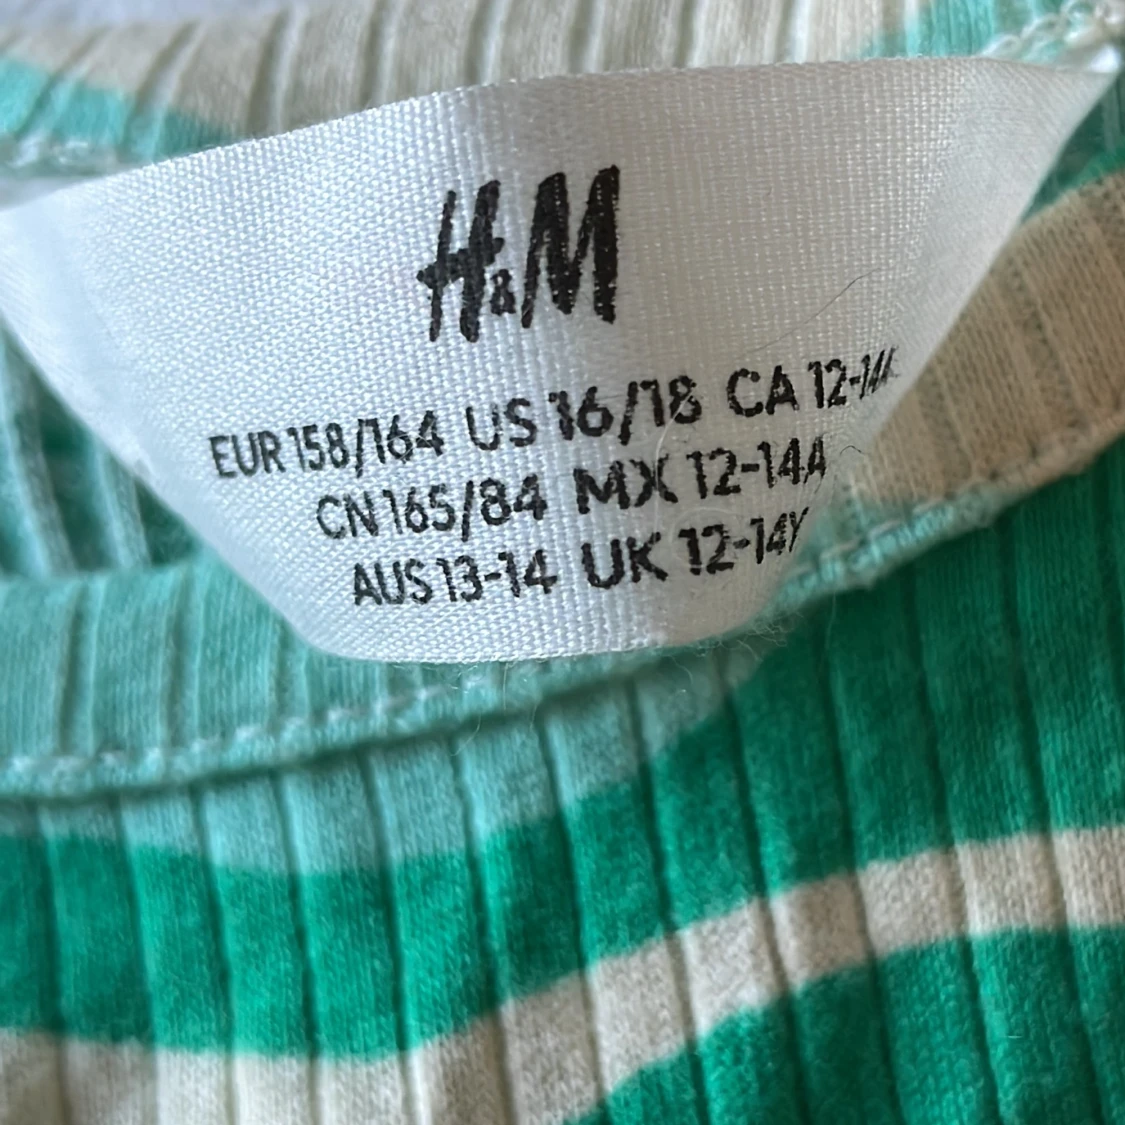 H&M
EUR 158/164 US 16/18 CA 12-14A
CN 165/84 MX 12-14A
AUS 13-14 UK 12-14Y